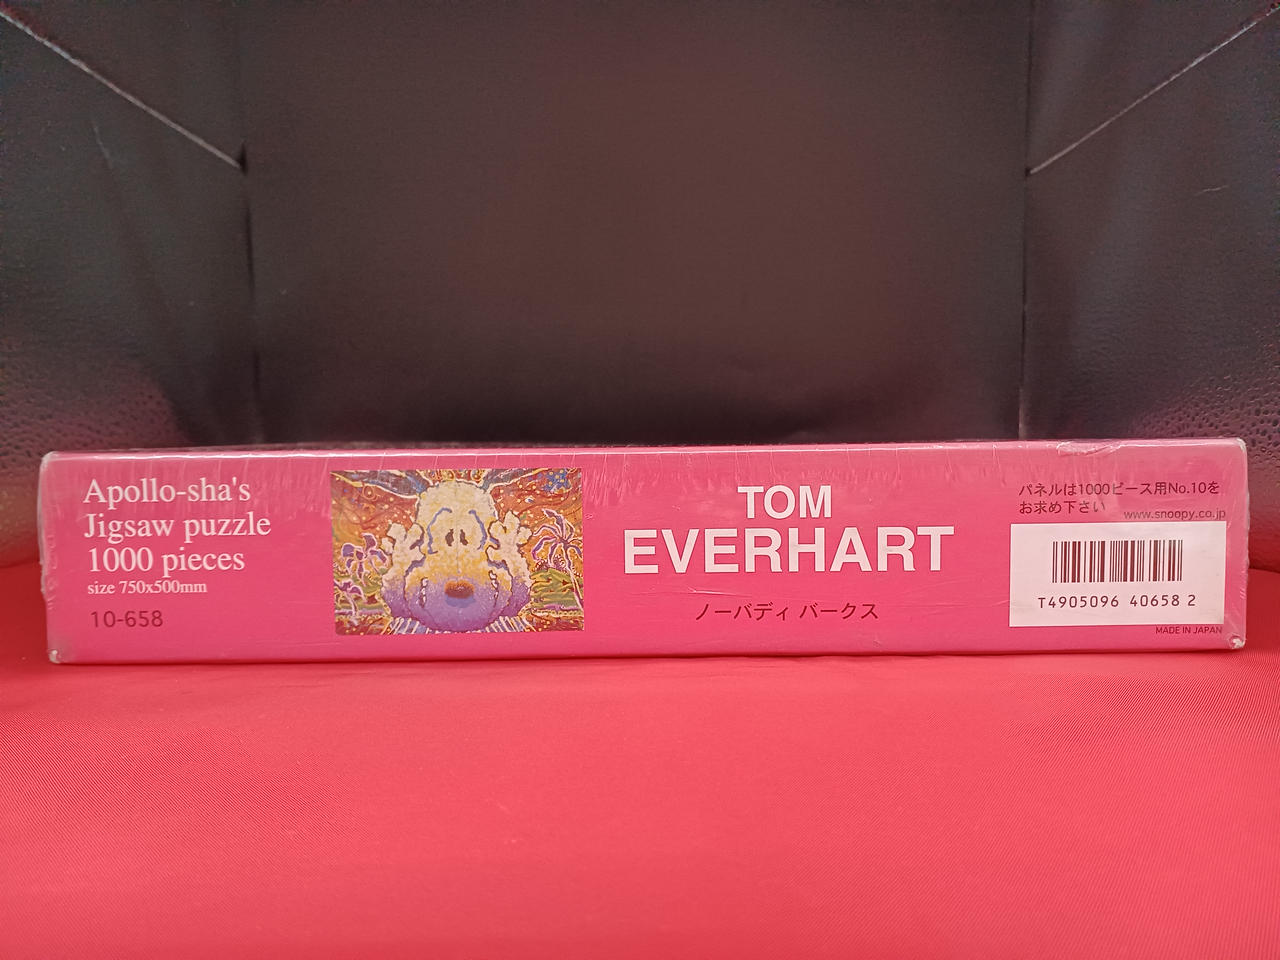 Apollo-sha's
Jigsaw puzzle
1000 pieces
size 750x500mm
10-658
TOM
EVERHART
ノーバディ バークス
パネルは1000ピース用No.10を
お求め下さい
www.snoopy.co.jp
T4905096 40658 2
MADE IN JAPAN